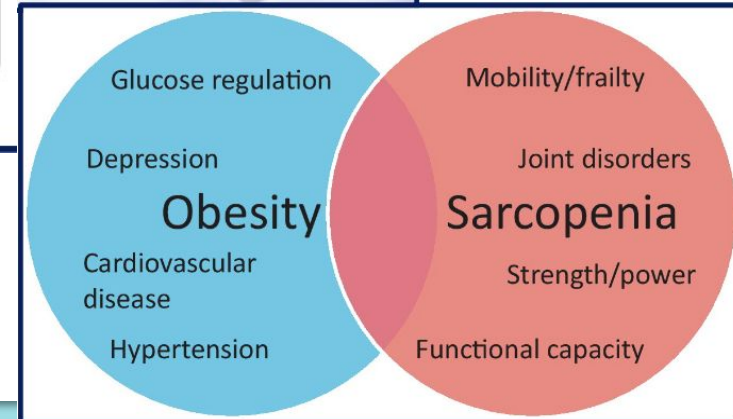 Glucose regulation
Depression
Obesity
Cardiovascular
disease
Hypertension
Mobility/frailty
Joint disorders
Sarcopenia
Strength/power
Functional capacity